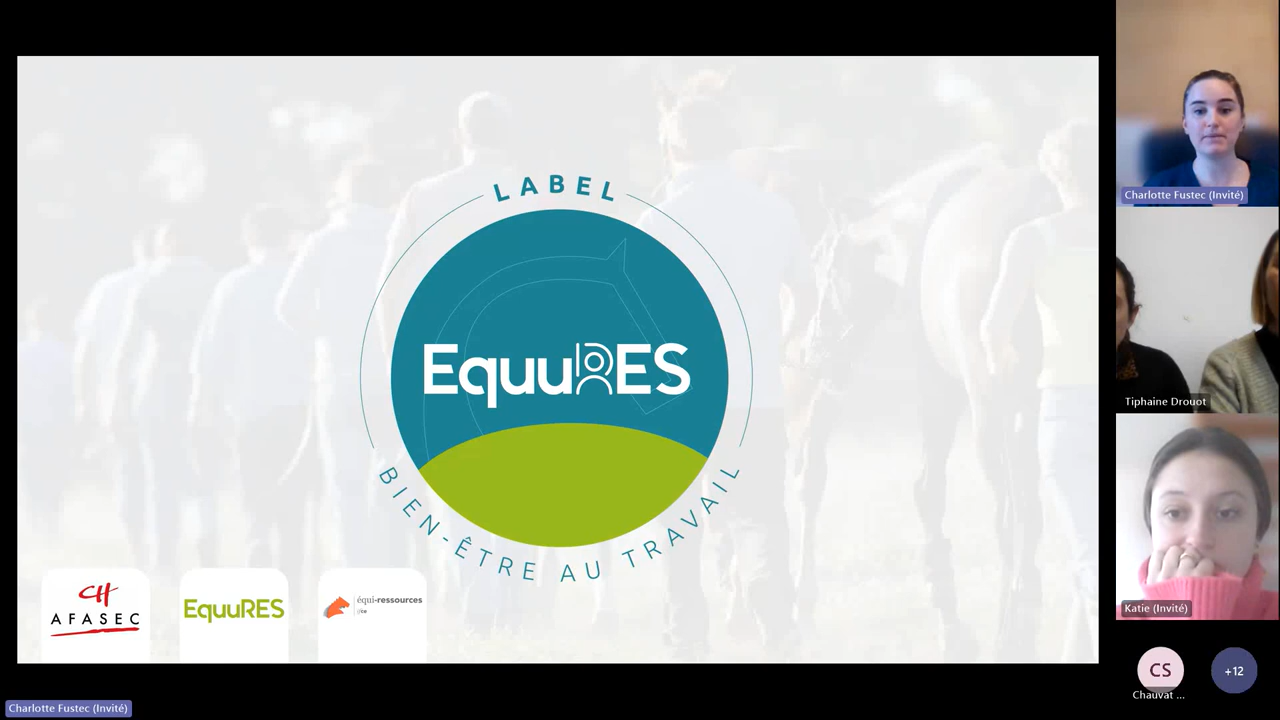 LABEL
EquuRES
BIEN-ÊTRE AU TRAVAIL
CH
AFASEC
EquuRES
équi-ressources
Charlotte Fustec (Invité)
Tiphaine Drouot
Katie (Invité)
CS
+12
Chauvat ...
Charlotte Fustec (Invité)